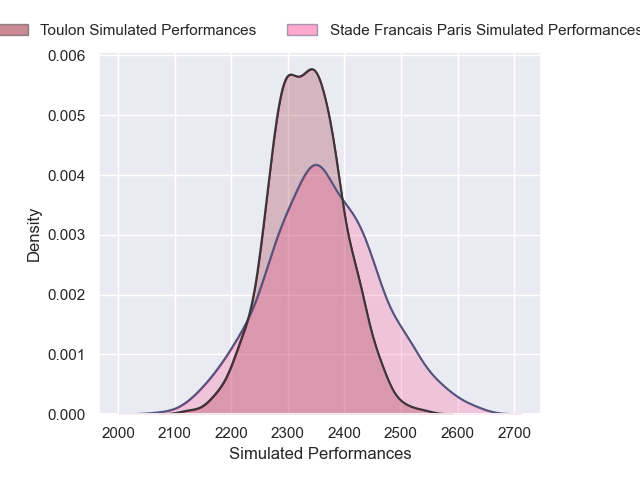 Toulon Simulated Performances Stade Francais Paris Simulated Performances
0.006
0.005
0.004
0.003
0.002
0.001
0.000
Density
2000 2100 2200 2300 2400 2500 2600 2700
Simulated Performances